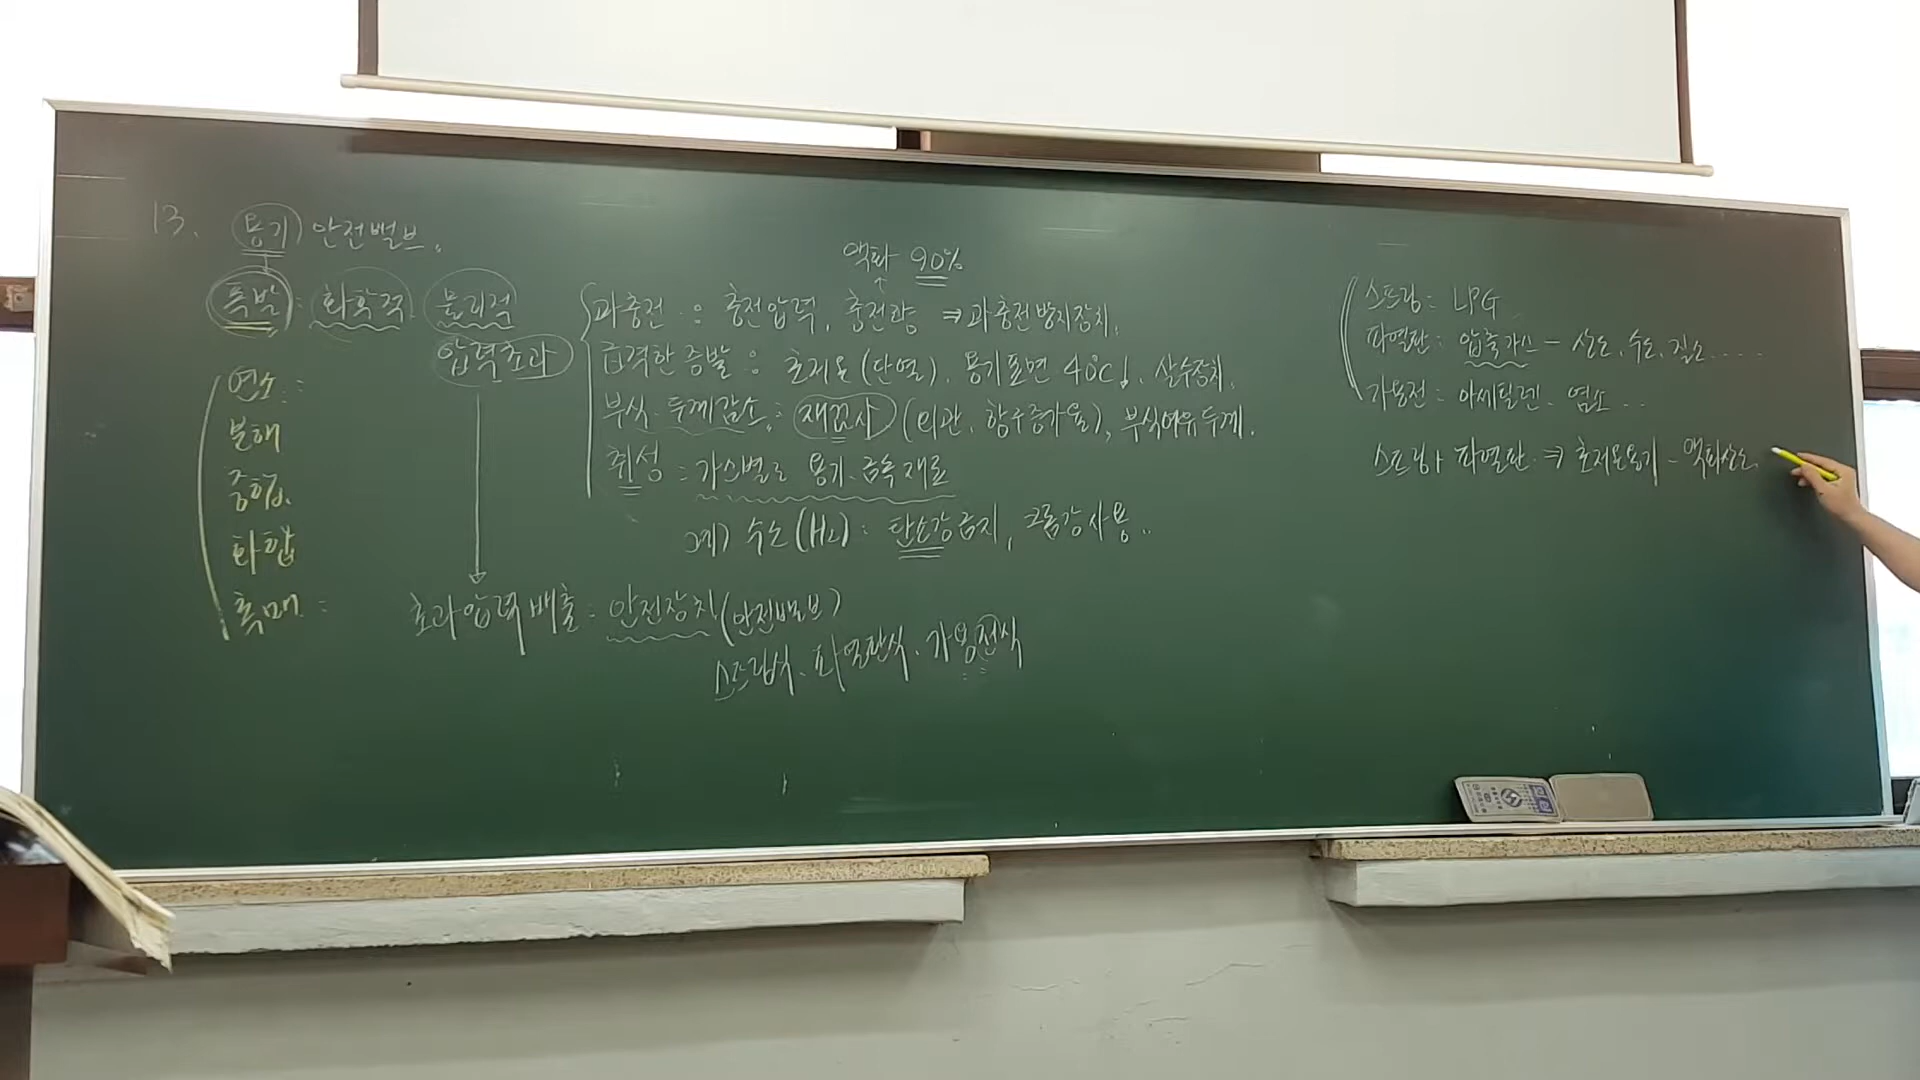 13. 용기 안전밸브.
폭발 : 화학적 물리적
압력초과
연소 :
분해
중합.
화합
촉매 :
액화 90%
과충전 : 충전압력, 충전량 ⇒ 과충전방지장치.
급격한 증발 : 초저온(단열). 용기표면 40℃↓. 살수장치.
부식·두께감소 : 재검사 (외관. 항구증가율), 부식여유두께.
취성 : 가스별로 용기·금속재료
예) 수소(H₂) : 탄소강금지, 크롬강사용..
초과압력배출 : 안전장치(안전밸브)
스프링식. 파열판식. 가용전식
스프링 : LPG
파열판 : 압축가스 - 산소. 수소. 질소.....
가용전 : 아세틸렌. 염소...
스프링+파열판 ⇒ 초저온용기 - 액화산소.